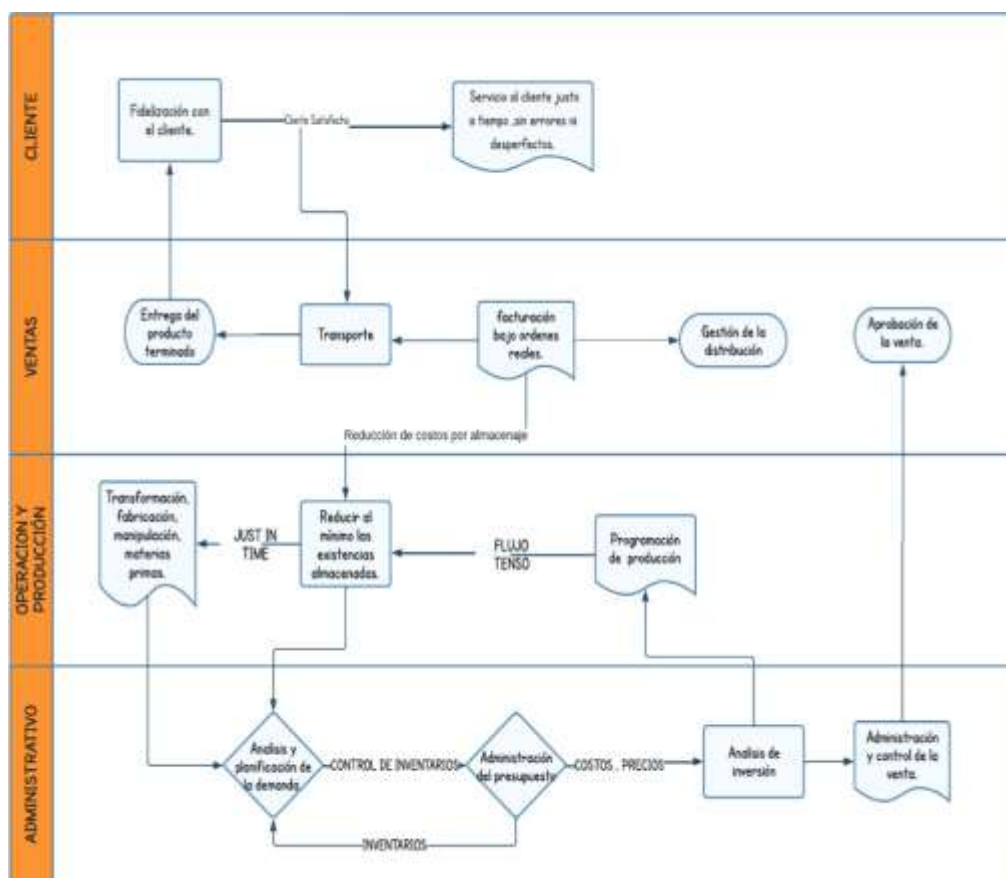 CLIENTE
Fidelización con
el cliente.
Cliente Satisfecho
Servicio al cliente justo
a tiempo ,sin errores ni
desperfectos.
VENTAS
Entrega del
producto
terminado
Transporte
facturación
bajo ordenes
reales.
Gestión de la
distribución
Aprobación de
la venta.
Reducción de costos por almacenaje
OPERACION Y
PRODUCCIÓN
Transformación,
fabricación,
manipulación,
materias
primas.
JUST IN
TIME
Reducir al
mínimo las
existencias
almacenadas.
FLUJO
TENSO
Programación
de producción
ADMINISTRATIVO
Analisis y
planificación de
la demanda.
CONTROL DE INVENTARIOS
Administración
del presupuesto
COSTOS , PRECIOS
Analisis de
inversión
Administración
y control de la
venta.
INVENTARIOS